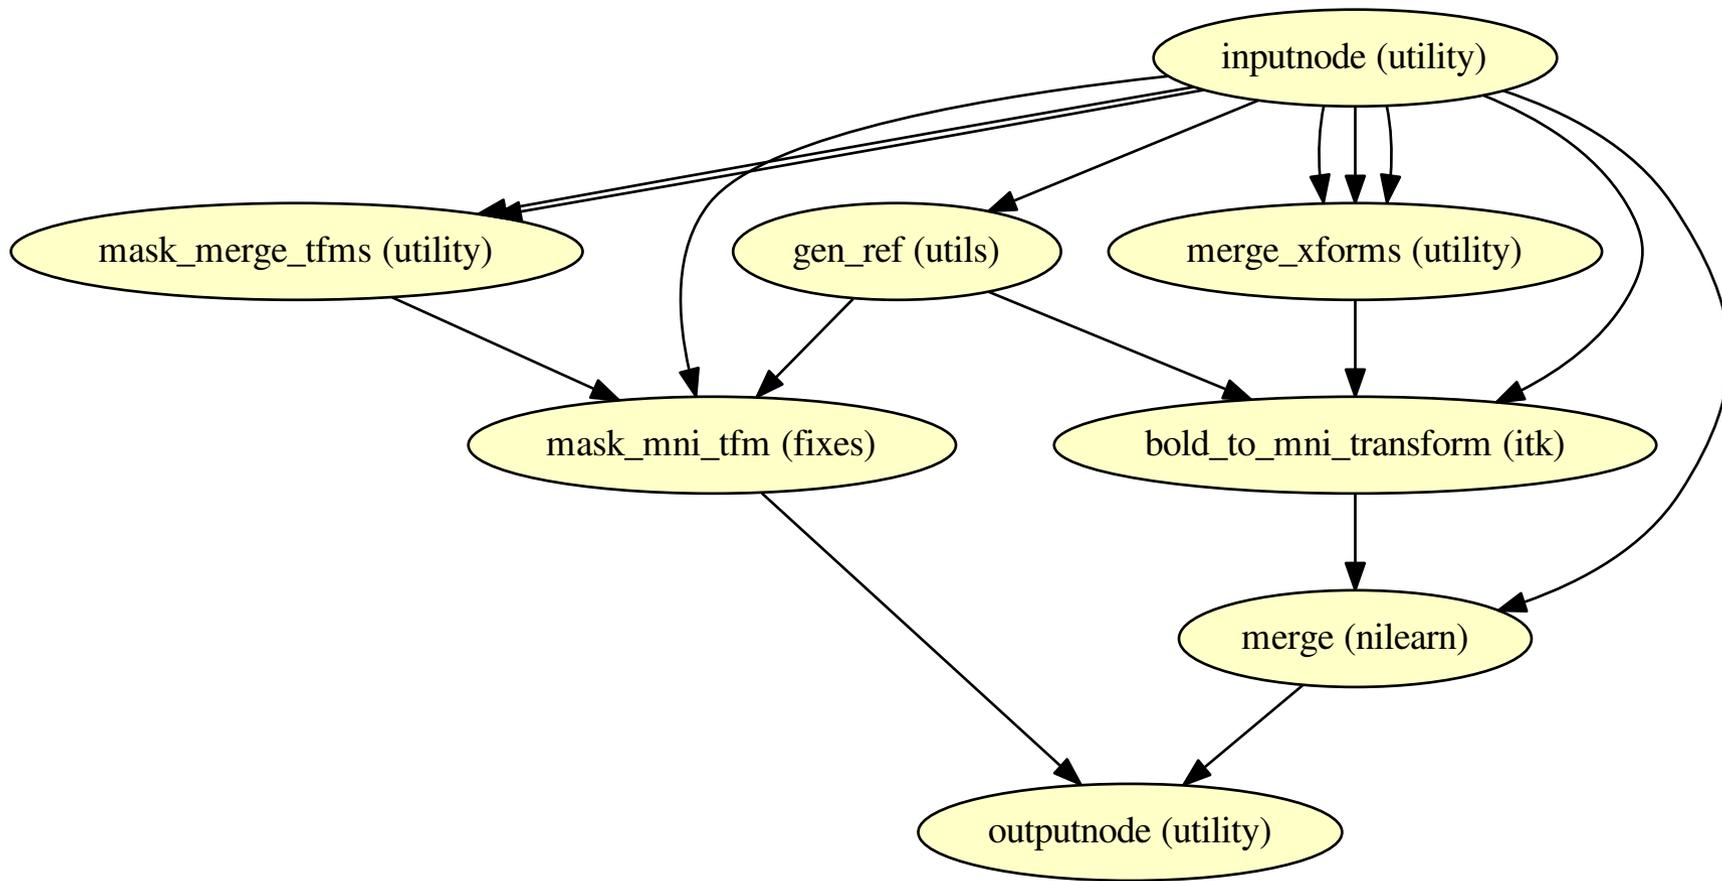 inputnode (utility)
mask_merge_tfms (utility)
gen_ref (utils)
merge_xforms (utility)
mask_mni_tfm (fixes)
bold_to_mni_transform (itk)
merge (nilearn)
outputnode (utility)